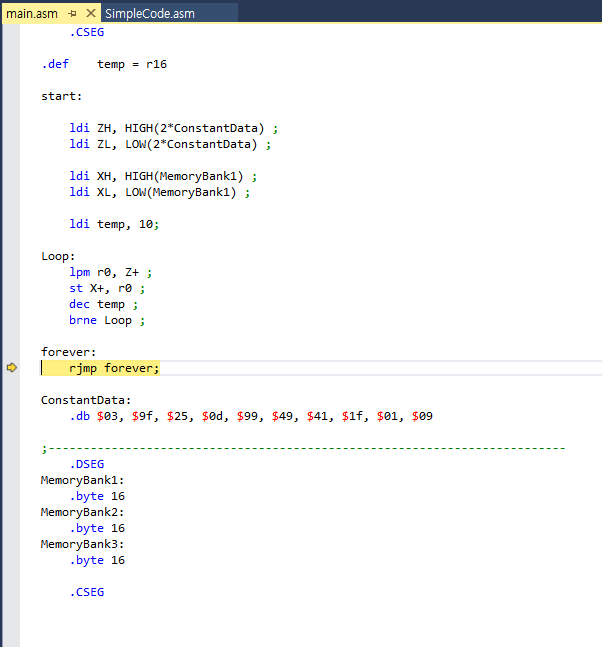 main.asm SimpleCode.asm
.CSEG
.def temp = r16
start:
ldi ZH, HIGH(2*ConstantData) ;
ldi ZL, LOW(2*ConstantData) ;
ldi XH, HIGH(MemoryBank1) ;
ldi XL, LOW(MemoryBank1) ;
ldi temp, 10;
Loop:
lpm r0, Z+ ;
st X+, r0 ;
dec temp ;
brne Loop ;
forever:
rjmp forever;
ConstantData:
.db $03, $9f, $25, $0d, $99, $49, $41, $1f, $01, $09
;--------------------------------------------------------------------------
.DSEG
MemoryBank1:
.byte 16
MemoryBank2:
.byte 16
MemoryBank3:
.byte 16
.CSEG